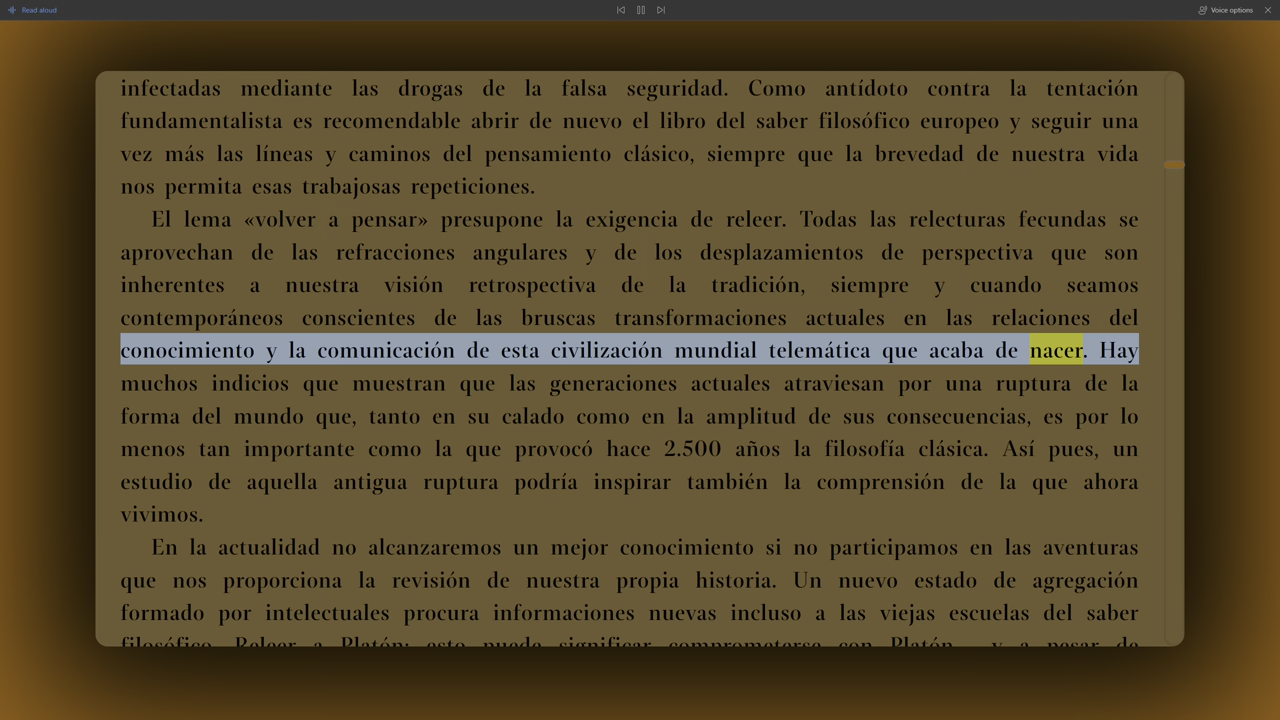 Read aloud
Voice options
infectadas mediante las drogas de la falsa seguridad. Como antídoto contra la tentación
fundamentalista es recomendable abrir de nuevo el libro del saber filosófico europeo y seguir una
vez más las líneas y caminos del pensamiento clásico, siempre que la brevedad de nuestra vida
nos permita esas trabajosas repeticiones.
El lema «volver a pensar» presupone la exigencia de releer. Todas las relecturas fecundas se
aprovechan de las refracciones angulares y de los desplazamientos de perspectiva que son
inherentes a nuestra visión retrospectiva de la tradición, siempre y cuando seamos
contemporáneos conscientes de las bruscas transformaciones actuales en las relaciones del
conocimiento y la comunicación de esta civilización mundial telemática que acaba de nacer. Hay
muchos indicios que muestran que las generaciones actuales atraviesan por una ruptura de la
forma del mundo que, tanto en su calado como en la amplitud de sus consecuencias, es por lo
menos tan importante como la que provocó hace 2.500 años la filosofía clásica. Así pues, un
estudio de aquella antigua ruptura podría inspirar también la comprensión de la que ahora
vivimos.
En la actualidad no alcanzaremos un mejor conocimiento si no participamos en las aventuras
que nos proporciona la revisión de nuestra propia historia. Un nuevo estado de agregación
formado por intelectuales procura informaciones nuevas incluso a las viejas escuelas del saber
filosófico. Releer a Platón: esto puede significar comprometerse con Platón y a pesar de